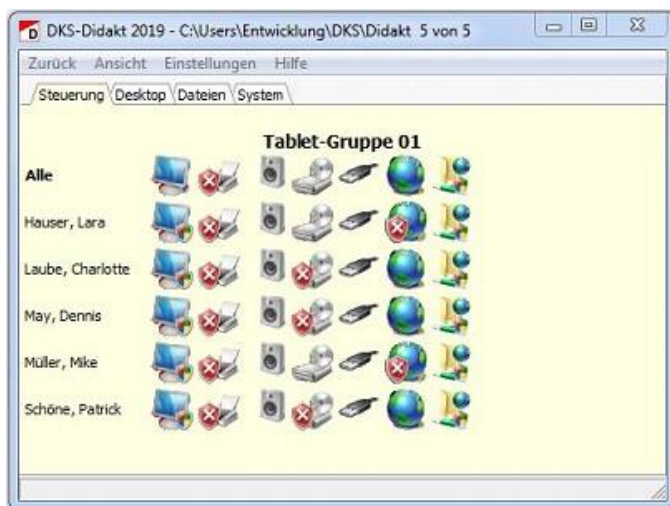 DKS-Didakt 2019 - C:\Users\Entwicklung\DKS\Didakt 5 von 5
Zurück Ansicht Einstellungen Hilfe
Steuerung Desktop Dateien System
Tablet-Gruppe 01
Alle
Hauser, Lara
Laube, Charlotte
May, Dennis
Müller, Mike
Schöne, Patrick